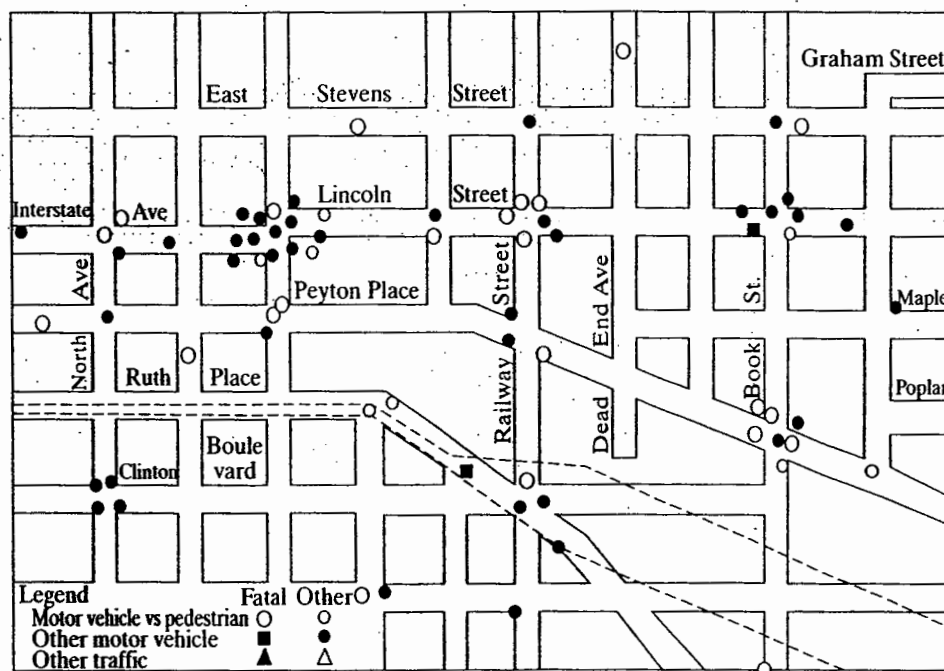 Graham Street
East Stevens Street
Lincoln Street
Interstate Ave
North Ave
Peyton Place
Railway Street
Dead End Ave
Book St.
Maple
Ruth Place
Poplar
Boule
vard
Clinton
Legend Fatal Other
Motor vehicle vs pedestrian
Other motor vehicle
Other traffic